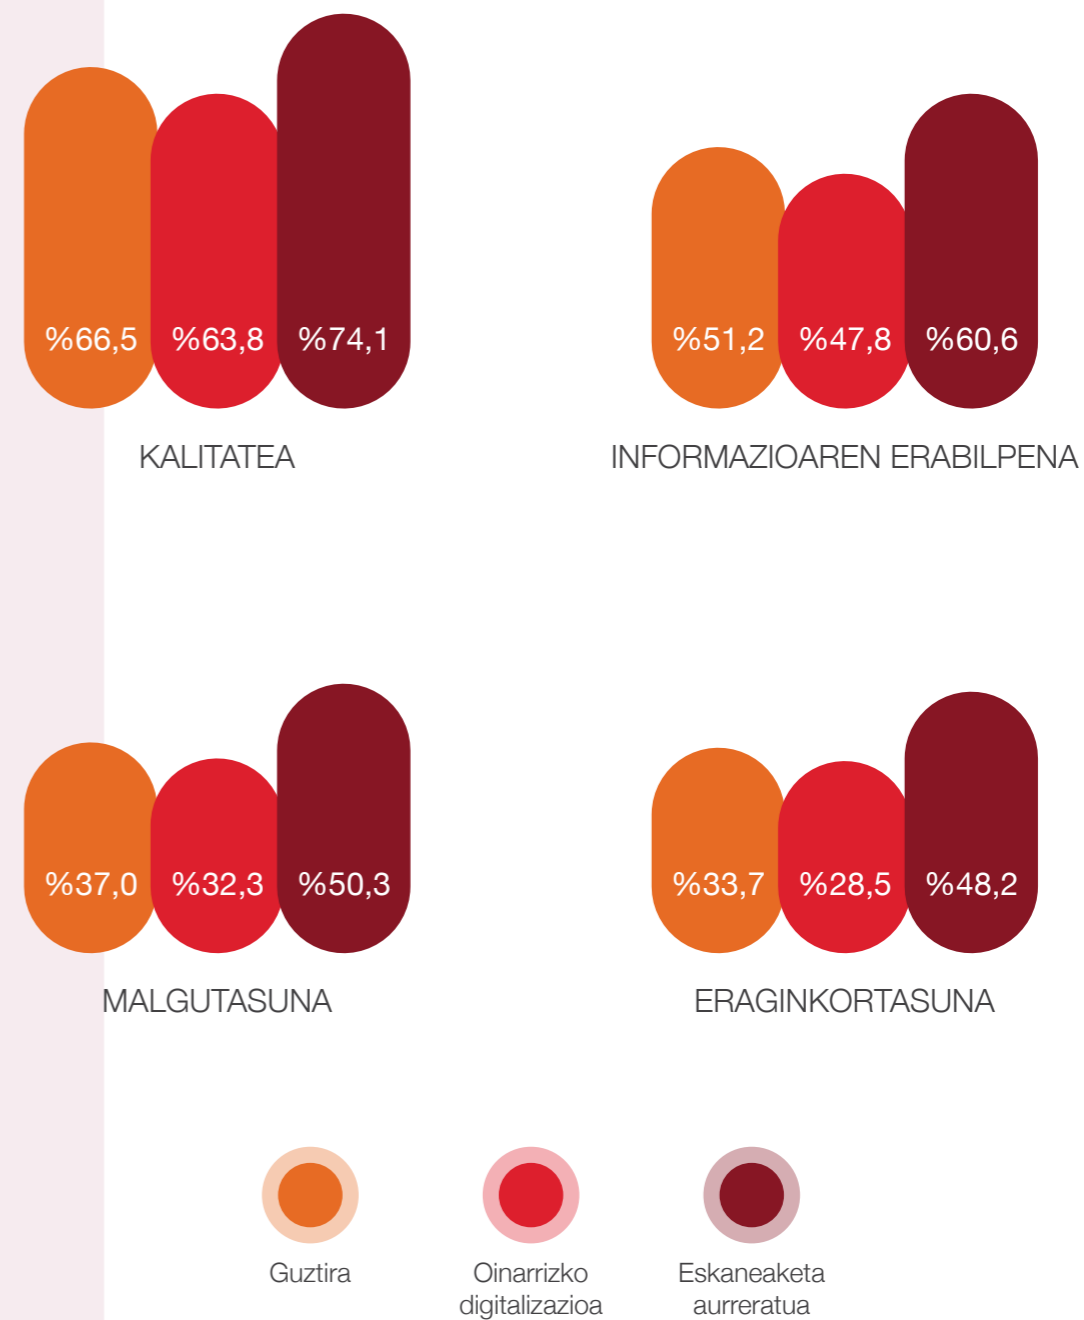 %66,5 %63,8 %74,1
KALITATEA
%51,2 %47,8 %60,6
INFORMAZIOAREN ERABILPENA
%37,0 %32,3 %50,3
MALGUTASUNA
%33,7 %28,5 %48,2
ERAGINKORTASUNA
Guztira
Oinarrizko
digitalizazioa
Eskaneaketa
aurreratua